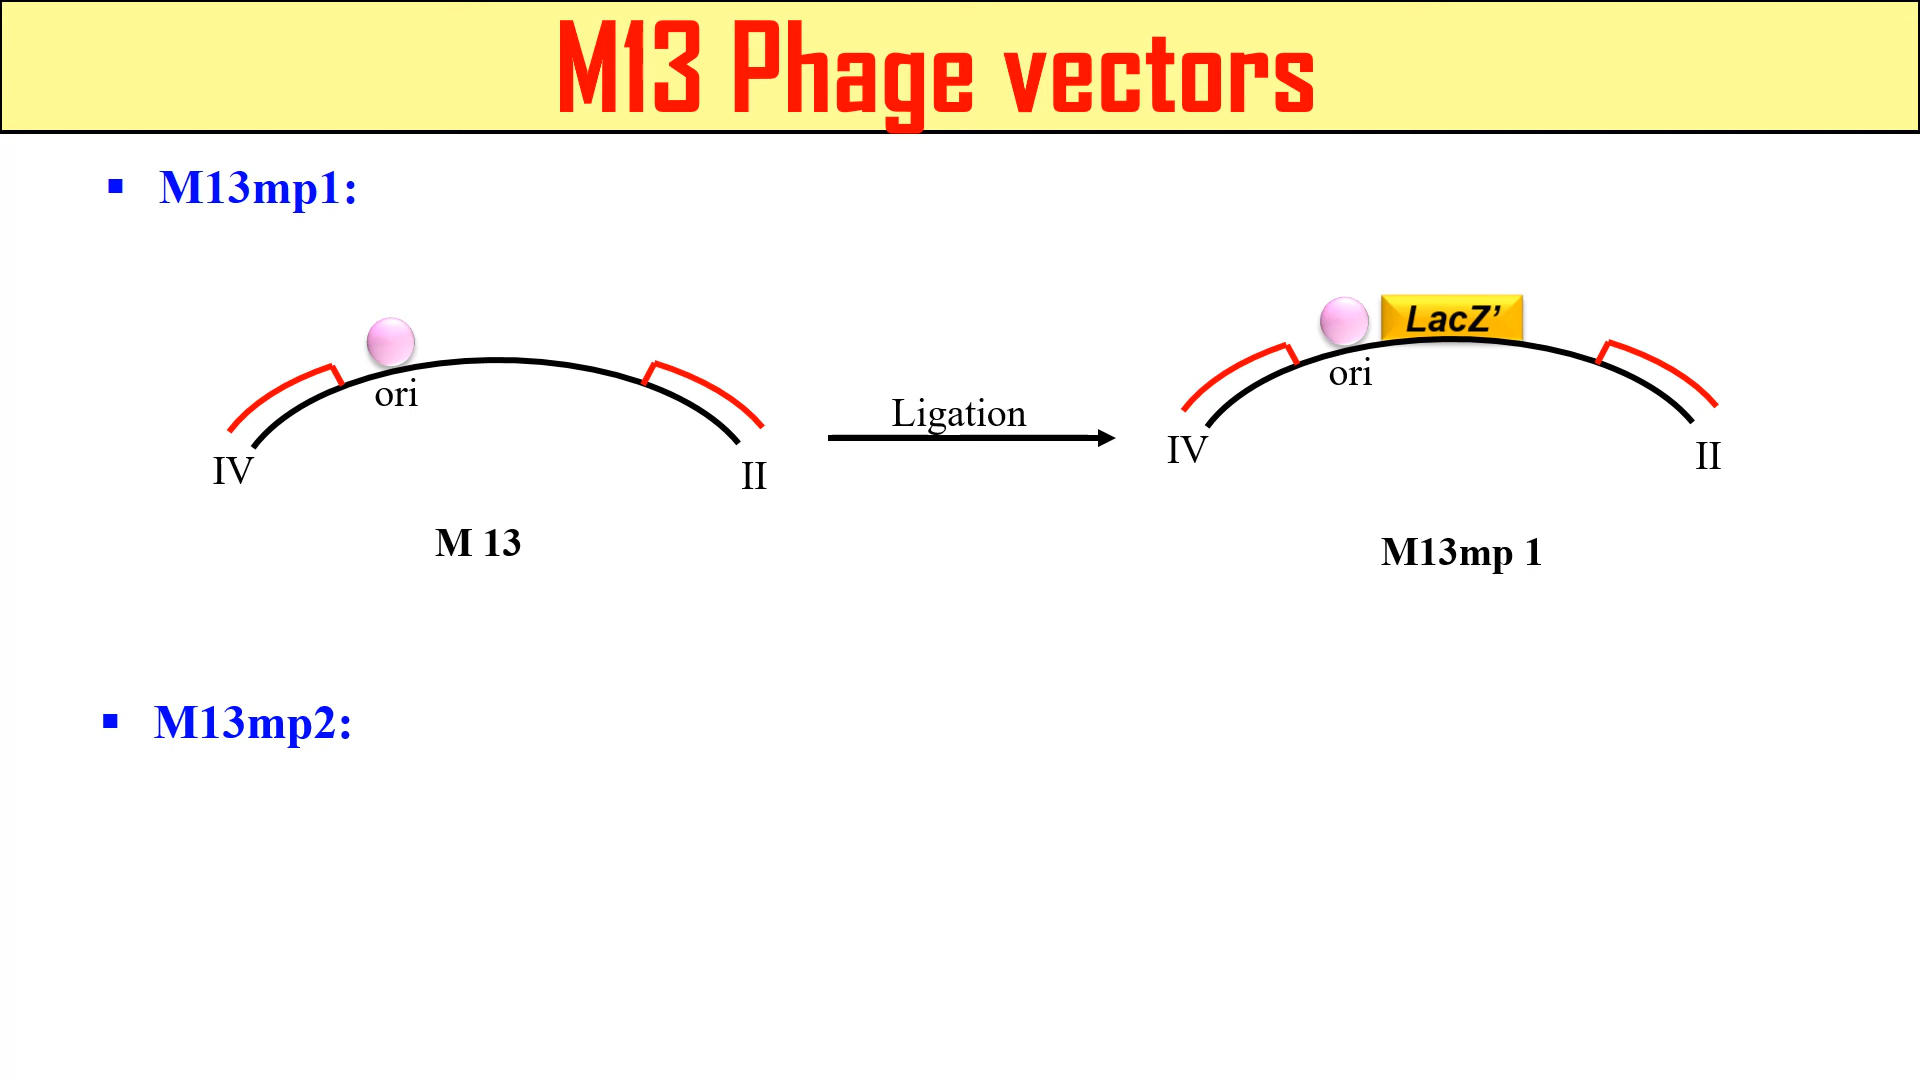 M13 Phage vectors
▪ M13mp1:
LacZ’
ori
ori
Ligation
IV
II
IV
II
M 13
M13mp 1
▪ M13mp2: